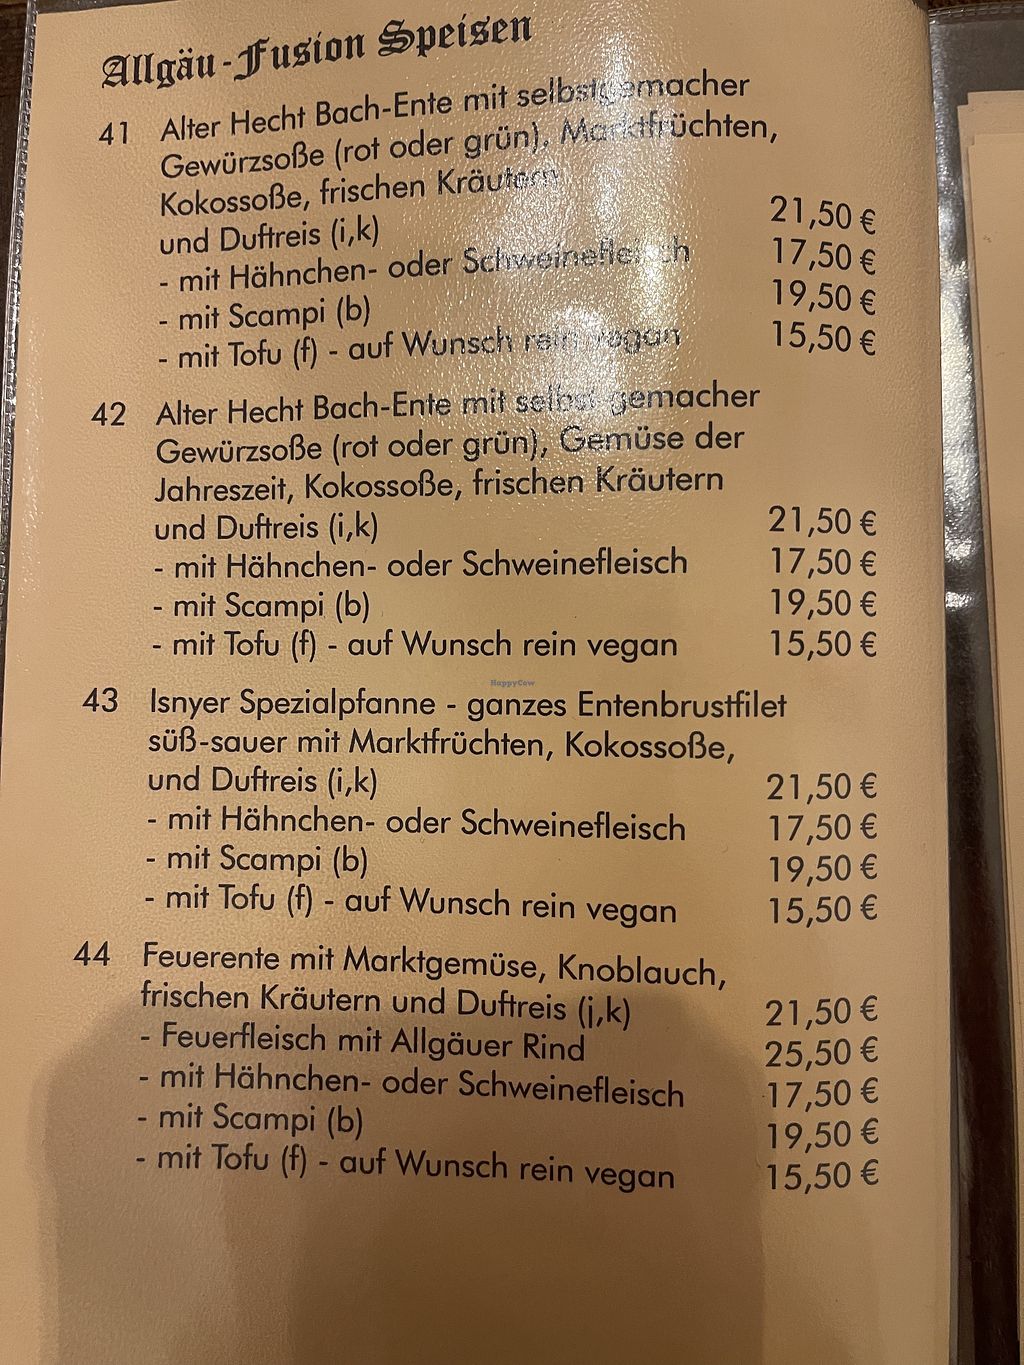 Allgäu-Fusion Speisen
41 Alter Hecht Bach-Ente mit selbstgemacher
Gewürzsoße (rot oder grün), Marktfrüchten,
Kokossoße, frischen Kräutern
und Duftreis (i,k) 21,50 €
- mit Hähnchen- oder Schweinefleisch 17,50 €
- mit Scampi (b) 19,50 €
- mit Tofu (f) - auf Wunsch rein vegan 15,50 €
42 Alter Hecht Bach-Ente mit selbst gemacher
Gewürzsoße (rot oder grün), Gemüse der
Jahreszeit, Kokossoße, frischen Kräutern
und Duftreis (i,k) 21,50 €
- mit Hähnchen- oder Schweinefleisch 17,50 €
- mit Scampi (b) 19,50 €
- mit Tofu (f) - auf Wunsch rein vegan 15,50 €
HappyCow
43 Isnyer Spezialpfanne - ganzes Entenbrustfilet
süß-sauer mit Marktfrüchten, Kokossoße,
und Duftreis (i,k) 21,50 €
- mit Hähnchen- oder Schweinefleisch 17,50 €
- mit Scampi (b) 19,50 €
- mit Tofu (f) - auf Wunsch rein vegan 15,50 €
44 Feuerente mit Marktgemüse, Knoblauch,
frischen Kräutern und Duftreis (j,k) 21,50 €
- Feuerfleisch mit Allgäuer Rind 25,50 €
- mit Hähnchen- oder Schweinefleisch 17,50 €
- mit Scampi (b) 19,50 €
- mit Tofu (f) - auf Wunsch rein vegan 15,50 €